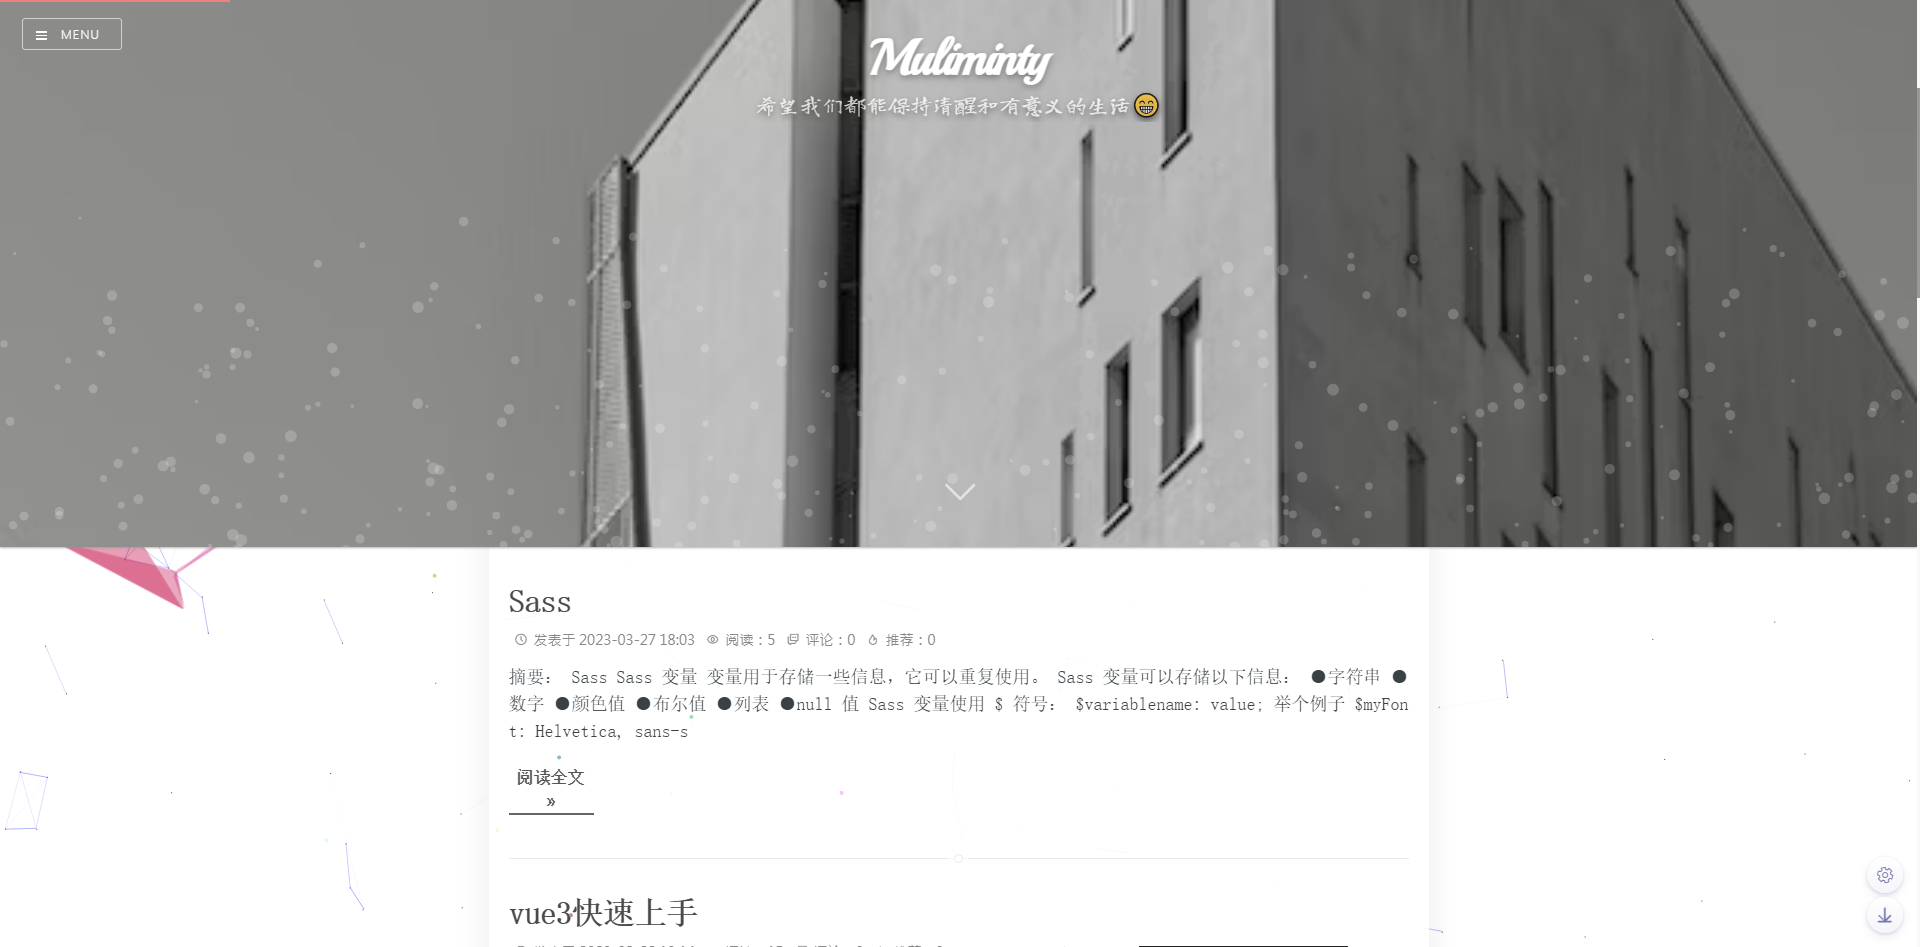 MENU
Muliminty
希望我们都能保持清醒和有意义的生活😁
Sass
发表于 2023-03-27 18:03 阅读：5 评论：0 推荐：0
摘要： Sass Sass 变量 变量用于存储一些信息，它可以重复使用。 Sass 变量可以存储以下信息： ●字符串 ●
数字 ●颜色值 ●布尔值 ●列表 ●null 值 Sass 变量使用 $ 符号： $variablename: value; 举个例子 $myFon
t: Helvetica, sans-s
阅读全文
»
vue3快速上手